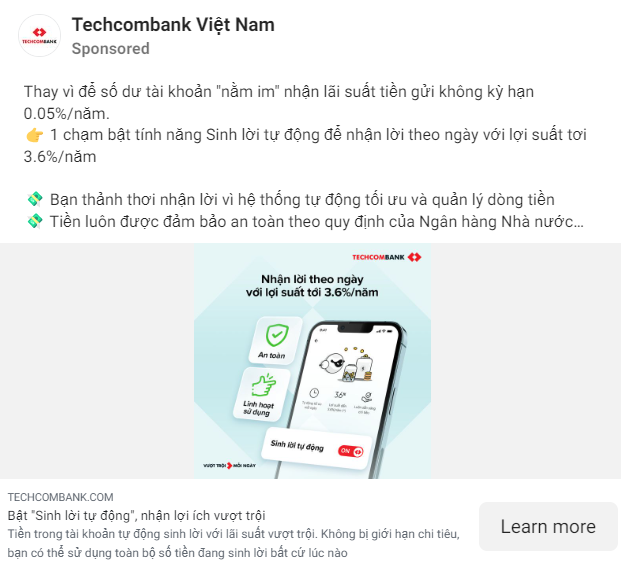 Techcombank Việt Nam
Sponsored
Thay vì để số dư tài khoản "nằm im" nhận lãi suất tiền gửi không kỳ hạn
0.05%/năm.
👉 1 chạm bật tính năng Sinh lời tự động để nhận lời theo ngày với lợi suất tới
3.6%/năm
💸 Bạn thảnh thơi nhận lời vì hệ thống tự động tối ưu và quản lý dòng tiền
💸 Tiền luôn được đảm bảo an toàn theo quy định của Ngân hàng Nhà nước...
TECHCOMBANK
TECHCOMBANK
Nhận lời theo ngày
với lợi suất tới 3.6%/năm
An toàn
Linh hoạt
sử dụng
Sinh lời tự động
ON
VƯỢT TRỘI MỖI NGÀY
TECHCOMBANK.COM
Bật "Sinh lời tự động", nhận lợi ích vượt trội
Tiền trong tài khoản tự động sinh lời với lãi suất vượt trội. Không bị giới hạn chi tiêu,
bạn có thể sử dụng toàn bộ số tiền đang sinh lời bất cứ lúc nào
Learn more